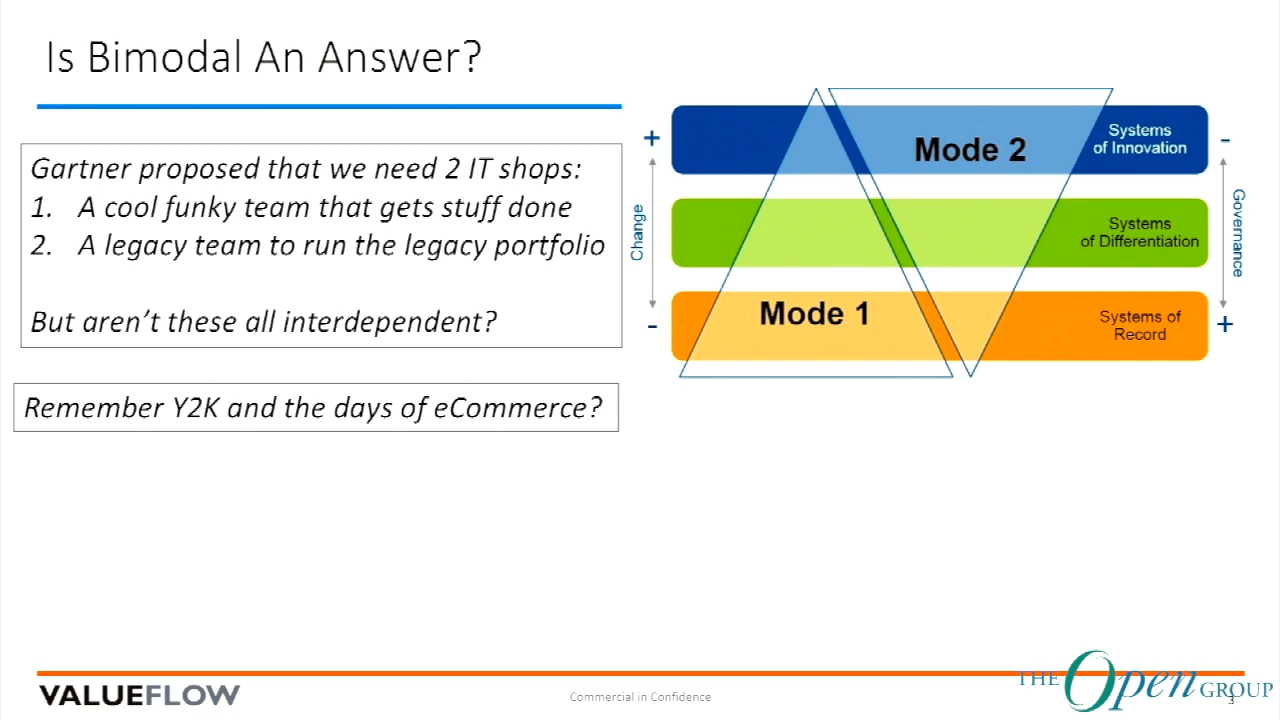 Is Bimodal An Answer?
Gartner proposed that we need 2 IT shops:
1. A cool funky team that gets stuff done
2. A legacy team to run the legacy portfolio
But aren't these all interdependent?
Remember Y2K and the days of eCommerce?
+
-
Change
-
+
Governance
Mode 2
Systems
of Innovation
Systems
of Differentiation
Mode 1
Systems of
Record
VALUEFLOW
Commercial in Confidence
THE Open GROUP
3